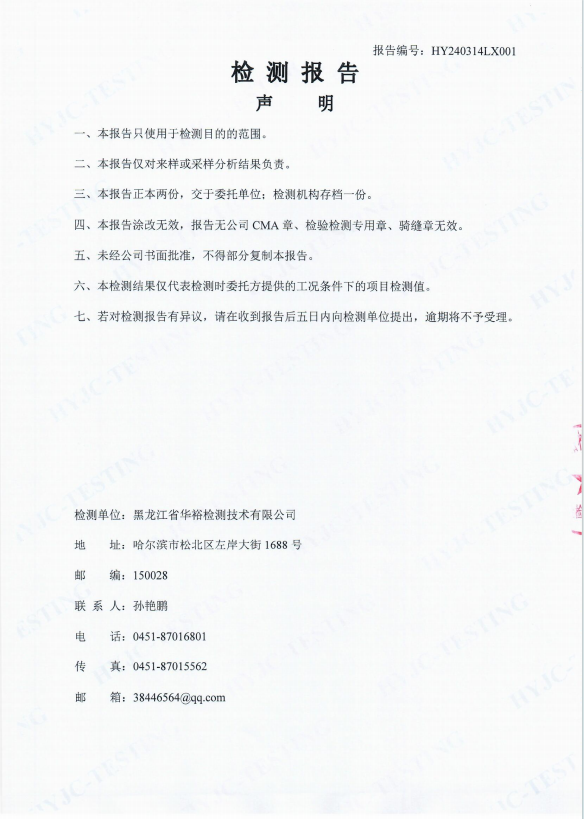 报告编号：HY240314LX001
检 测 报 告
声 明
一、本报告只使用于检测目的的范围。
二、本报告仅对来样或采样分析结果负责。
三、本报告正本两份，交于委托单位；检测机构存档一份。
四、本报告涂改无效，报告无公司 CMA 章、检验检测专用章、骑缝章无效。
五、未经公司书面批准，不得部分复制本报告。
六、本检测结果仅代表检测时委托方提供的工况条件下的项目检测值。
七、若对检测报告有异议，请在收到报告后五日内向检测单位提出，逾期将不予受理。
检测单位：黑龙江省华裕检测技术有限公司
地 址：哈尔滨市松北区左岸大街 1688 号
邮 编：150028
联 系 人：孙艳鹏
电 话：0451-87016801
传 真：0451-87015562
邮 箱：38446564@qq.com
HYJC-TESTING